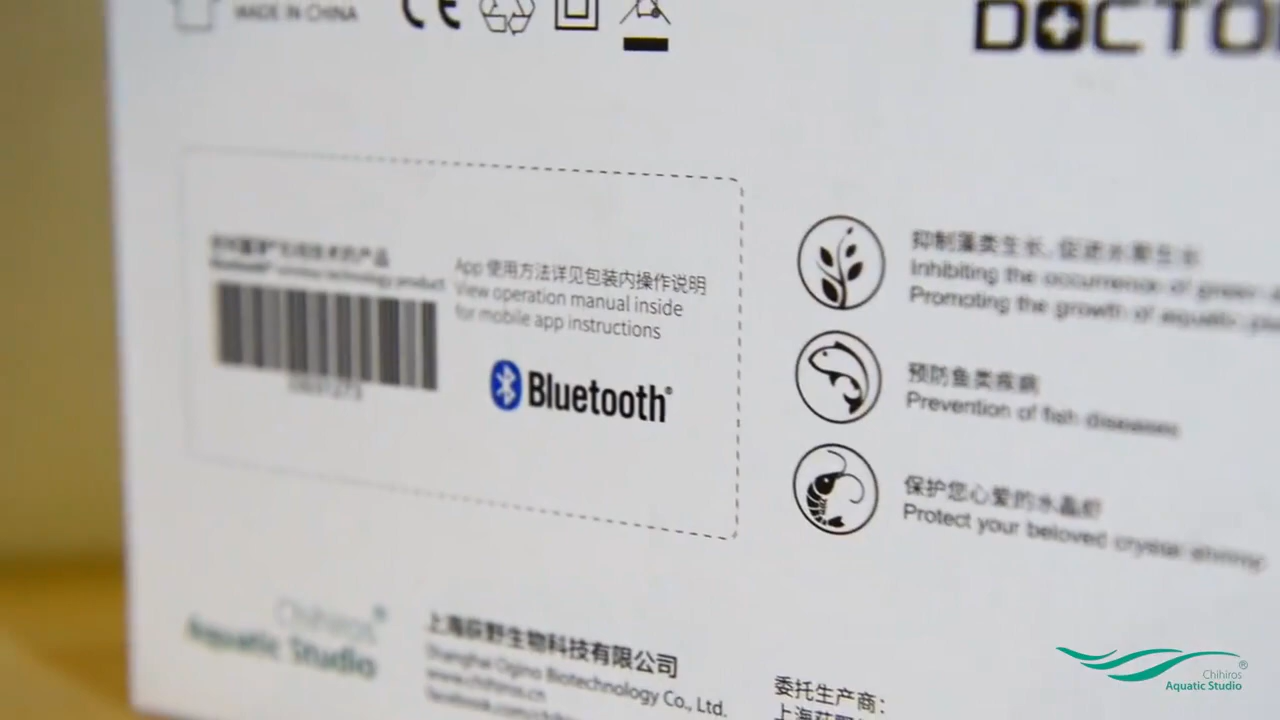 MADE IN CHINA
CE
DOCTO
App 使用方法详见包装内操作说明
View operation manual inside
for mobile app instructions
Bluetooth®
抑制藻类生长, 促进水草生长
Inhibiting the occurrence of green
Promoting the growth of aquatic
预防鱼类疾病
Prevention of fish diseases
保护您心爱的水晶虾
Protect your beloved crystal shrimp
Chihiros®
Aquatic Studio
上海荻野生物科技有限公司
Shanghai Ogino Biotechnology Co., Ltd.
www.chihiros.cn
委托生产商:
Chihiros®
Aquatic Studio